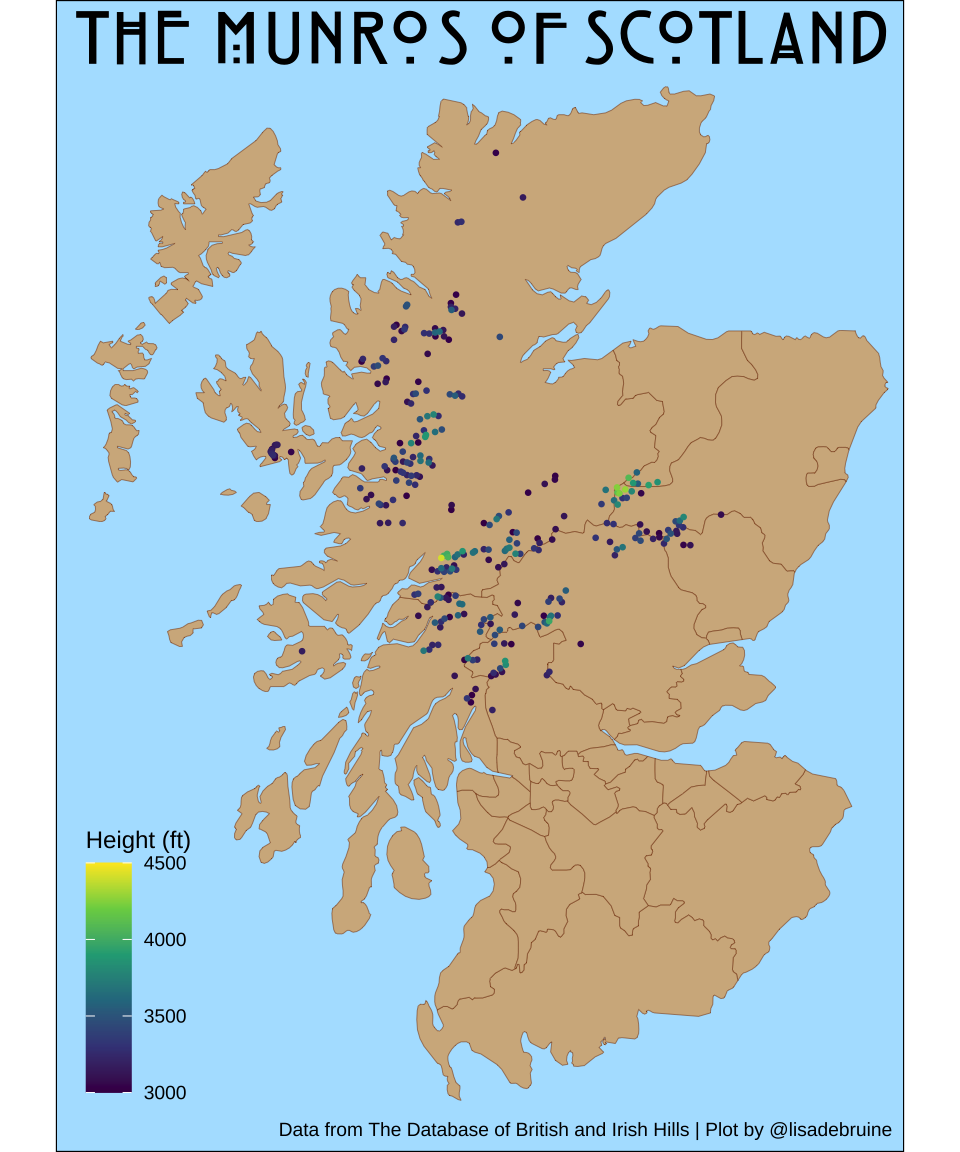 THE MUNROS OF SCOTLAND
Height (ft)
4500
4000
3500
3000
Data from The Database of British and Irish Hills | Plot by @lisadebruine